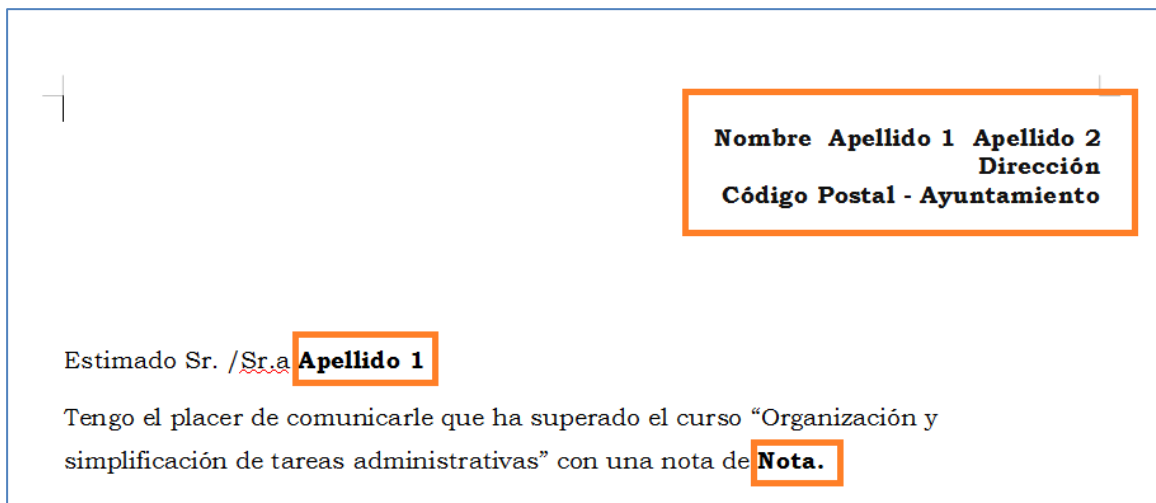 Nombre Apellido 1 Apellido 2
Dirección
Código Postal - Ayuntamiento
Estimado Sr. /Sr.a Apellido 1
Tengo el placer de comunicarle que ha superado el curso “Organización y
simplificación de tareas administrativas” con una nota de Nota.